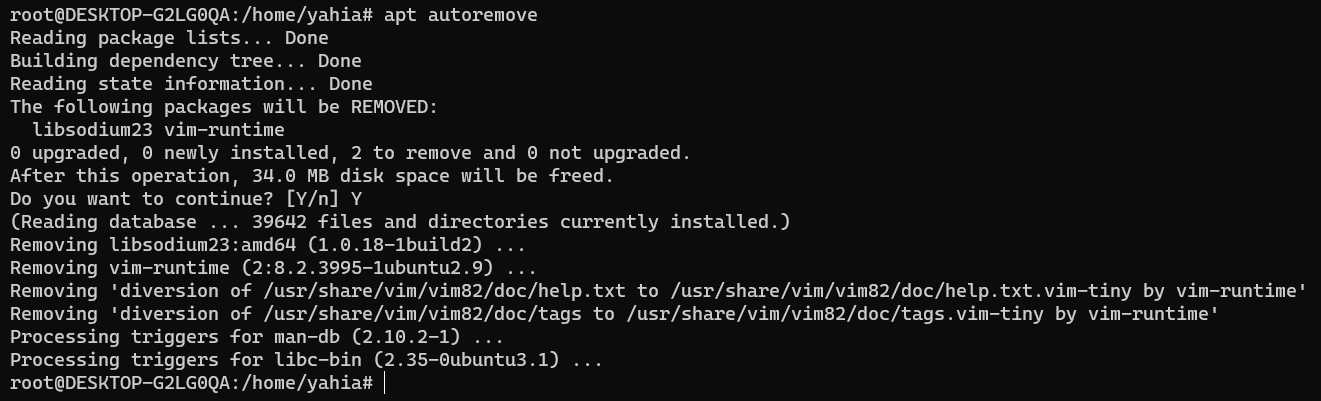 root@DESKTOP-G2LG0QA:/home/yahia# apt autoremove
Reading package lists... Done
Building dependency tree... Done
Reading state information... Done
The following packages will be REMOVED:
  libsodium23 vim-runtime
0 upgraded, 0 newly installed, 2 to remove and 0 not upgraded.
After this operation, 34.0 MB disk space will be freed.
Do you want to continue? [Y/n] Y
(Reading database ... 39642 files and directories currently installed.)
Removing libsodium23:amd64 (1.0.18-1build2) ...
Removing vim-runtime (2:8.2.3995-1ubuntu2.9) ...
Removing 'diversion of /usr/share/vim/vim82/doc/help.txt to /usr/share/vim/vim82/doc/help.txt.vim-tiny by vim-runtime'
Removing 'diversion of /usr/share/vim/vim82/doc/tags to /usr/share/vim/vim82/doc/tags.vim-tiny by vim-runtime'
Processing triggers for man-db (2.10.2-1) ...
Processing triggers for libc-bin (2.35-0ubuntu3.1) ...
root@DESKTOP-G2LG0QA:/home/yahia#